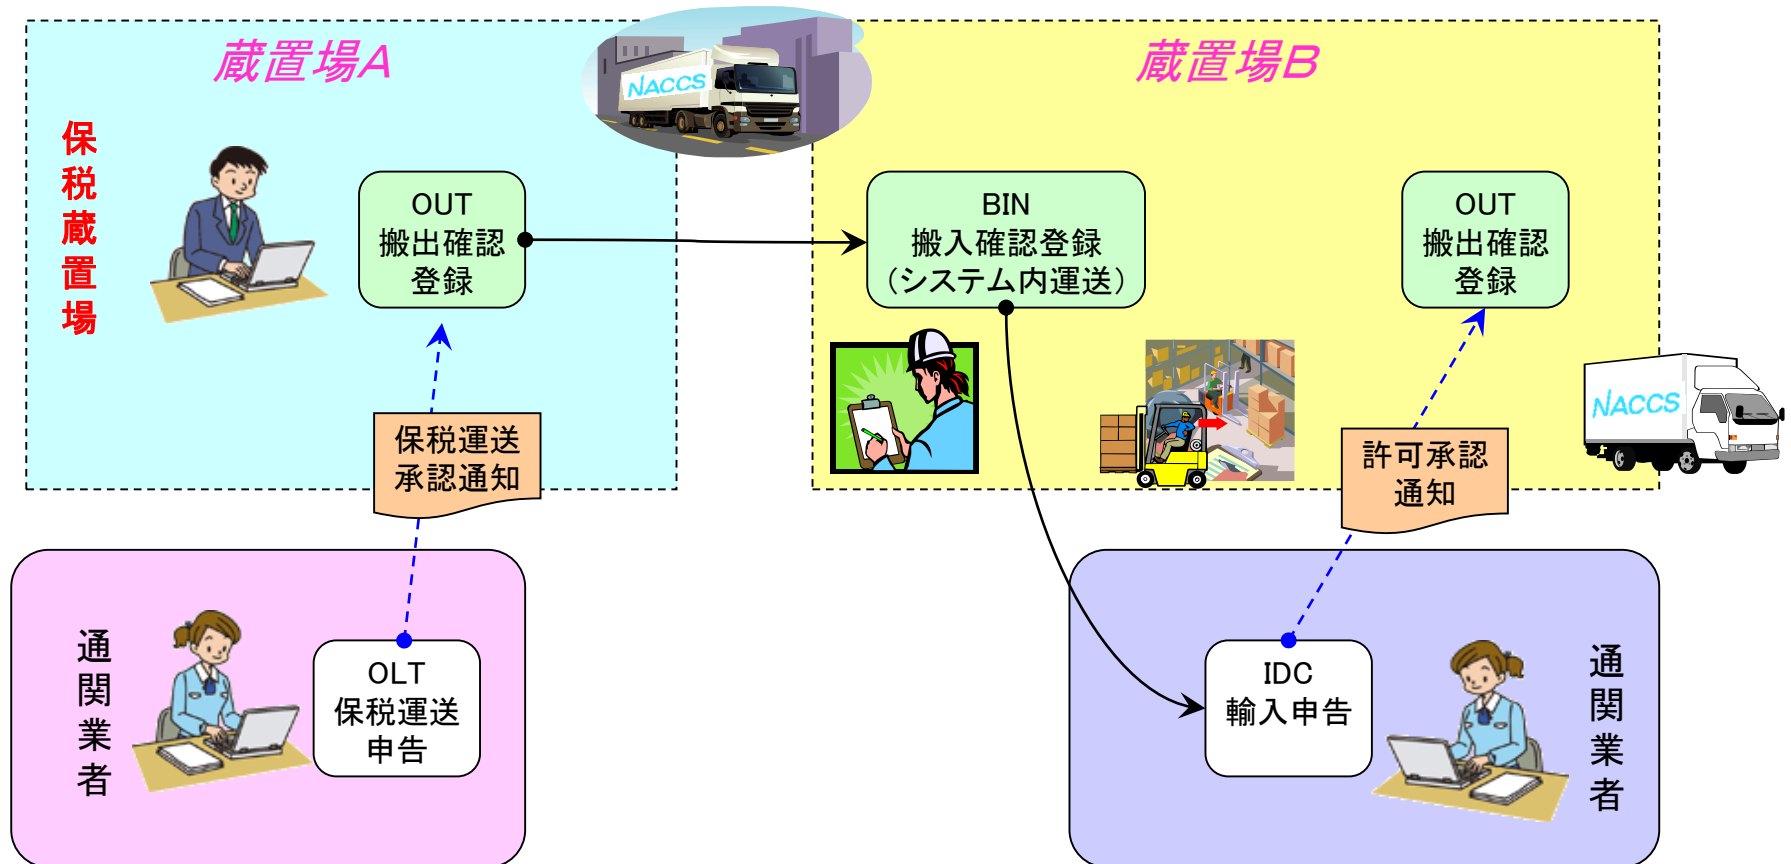 蔵置場A
NACCS
蔵置場B
保税蔵置場
OUT
搬出確認
登録
BIN
搬入確認登録
（システム内運送）
OUT
搬出確認
登録
NACCS
保税運送
承認通知
許可承認
通知
通関業者
OLT
保税運送
申告
IDC
輸入申告
通関業者